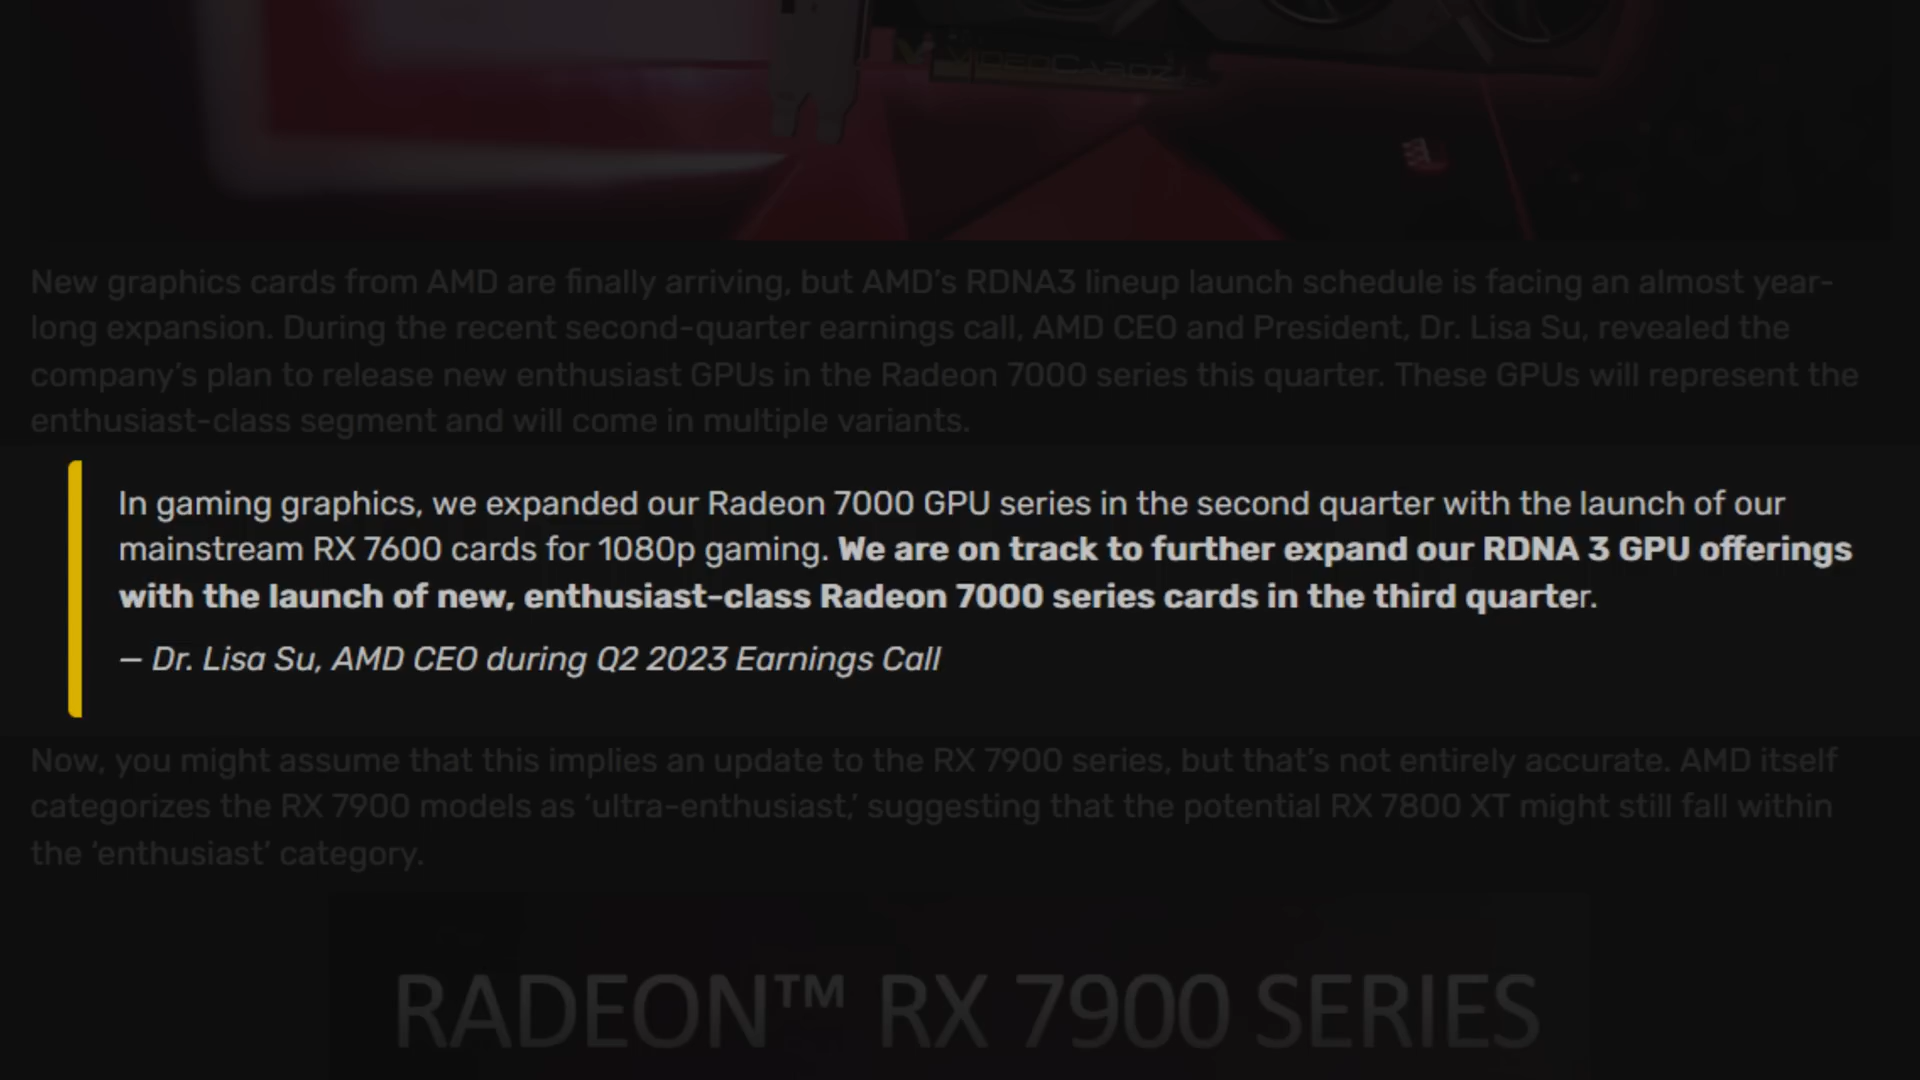 VIDEOCARDZ
New graphics cards from AMD are finally arriving, but AMD's RDNA3 lineup launch schedule is facing an almost year-
long expansion. During the recent second-quarter earnings call, AMD CEO and President, Dr. Lisa Su, revealed the
company's plan to release new enthusiast GPUs in the Radeon 7000 series this quarter. These GPUs will represent the
enthusiast-class segment and will come in multiple variants.
In gaming graphics, we expanded our Radeon 7000 GPU series in the second quarter with the launch of our
mainstream RX 7600 cards for 1080p gaming. We are on track to further expand our RDNA 3 GPU offerings
with the launch of new, enthusiast-class Radeon 7000 series cards in the third quarter.
— Dr. Lisa Su, AMD CEO during Q2 2023 Earnings Call
Now, you might assume that this implies an update to the RX 7900 series, but that's not entirely accurate. AMD itself
categorizes the RX 7900 models as 'ultra-enthusiast,' suggesting that the potential RX 7800 XT might still fall within
the 'enthusiast' category.
RADEON™ RX 7900 SERIES